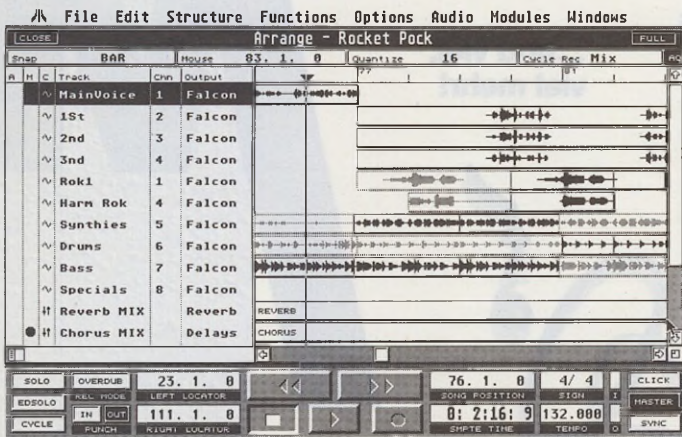 File Edit Structure Functions Options Audio Modules Windows
CLOSE Arrange - Rocket Pock FULL
Snap BAR Mouse 83. 1. 0 Quantize 16 Cycle Rec Mix
A M C Track Chn Output 77 81
MainVoice 1 Falcon
1St 2 Falcon
2nd 3 Falcon
3nd 4 Falcon
Rok1 1 Falcon
Harm Rok 4 Falcon
Synthies 5 Falcon
Drums 6 Falcon
Bass 7 Falcon
Specials 8 Falcon
Reverb MIX Reverb REVERB
Chorus MIX Delays CHORUS
SOLO OVERDUB 23. 1. 0 76. 1. 0 4/ 4 I CLICK
REC MODE LEFT LOCATOR SONG POSITION SIGN
EDSOLO MASTER
IN OUT 111. 1. 0 0: 2:16: 9 132.000
CYCLE PUNCH RIGHT LOCATOR SMPTE TIME TEMPO O SYNC